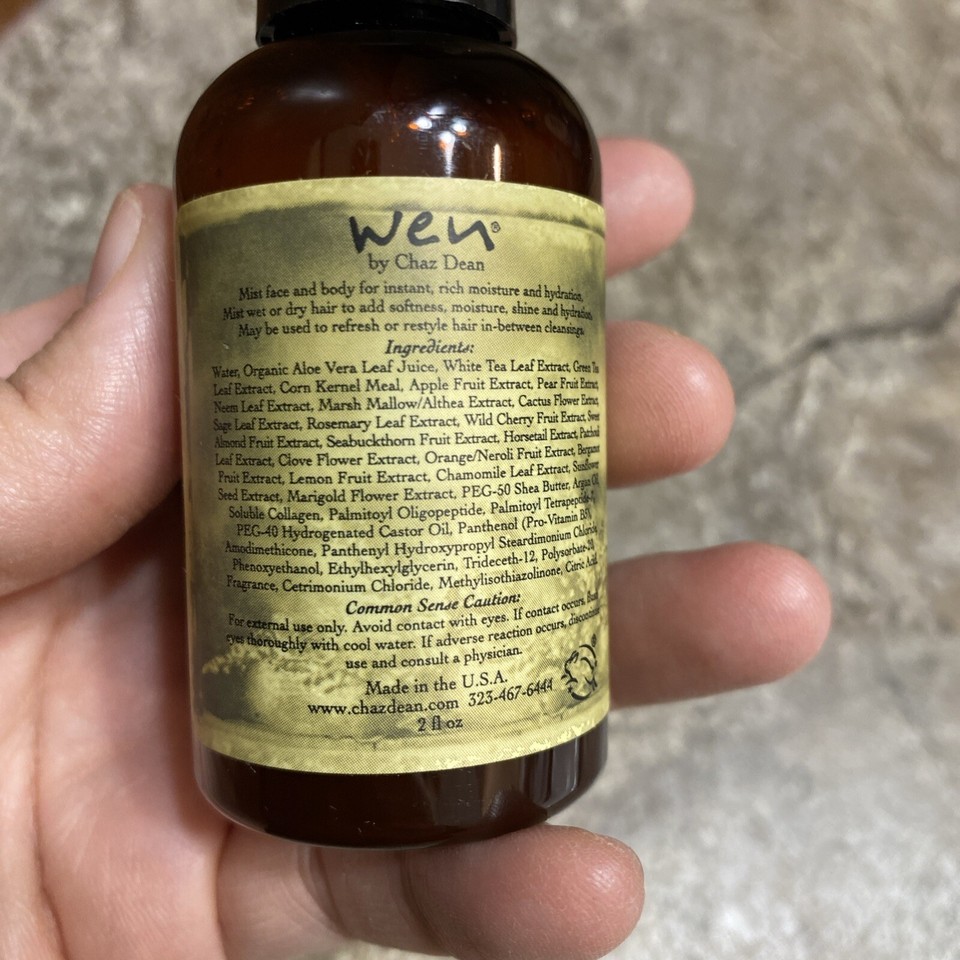 wen®
by Chaz Dean
Mist face and body for instant, rich moisture and hydration.
Mist wet or dry hair to add softness, moisture, shine and hydration.
May be used to refresh or restyle hair in-between cleansings.
Ingredients:
Water, Organic Aloe Vera Leaf Juice, White Tea Leaf Extract, Green Tea
Leaf Extract, Corn Kernel Meal, Apple Fruit Extract, Pear Fruit Extract,
Neem Leaf Extract, Marsh Mallow/Althea Extract, Cactus Flower Extract,
Sage Leaf Extract, Rosemary Leaf Extract, Wild Cherry Fruit Extract, Sweet
Almond Fruit Extract, Seabuckthorn Fruit Extract, Horsetail Extract, Patchouli
Leaf Extract, Clove Flower Extract, Orange/Neroli Fruit Extract, Bergamot
Fruit Extract, Lemon Fruit Extract, Chamomile Leaf Extract, Sunflower
Seed Extract, Marigold Flower Extract, PEG-50 Shea Butter, Argan Oil,
Soluble Collagen, Palmitoyl Oligopeptide, Palmitoyl
PEG-40 Hydrogenated Castor Oil, Panthenol (Pro-Vitamin B5),
Amodimethicone, Panthenyl Hydroxypropyl Steardimonium Chloride,
Phenoxyethanol, Ethylhexylglycerin, Trideceth-12, Polysorbate-20,
Fragrance, Cetrimonium Chloride, Methylisothiazolinone, Citric Acid.
Common Sense Caution:
For external use only. Avoid contact with eyes. If contact occurs,
eyes thoroughly with cool water. If adverse reaction occurs, discontinue
use and consult a physician.
Made in the U.S.A.
www.chazdean.com 323-467-6444
2 fl oz